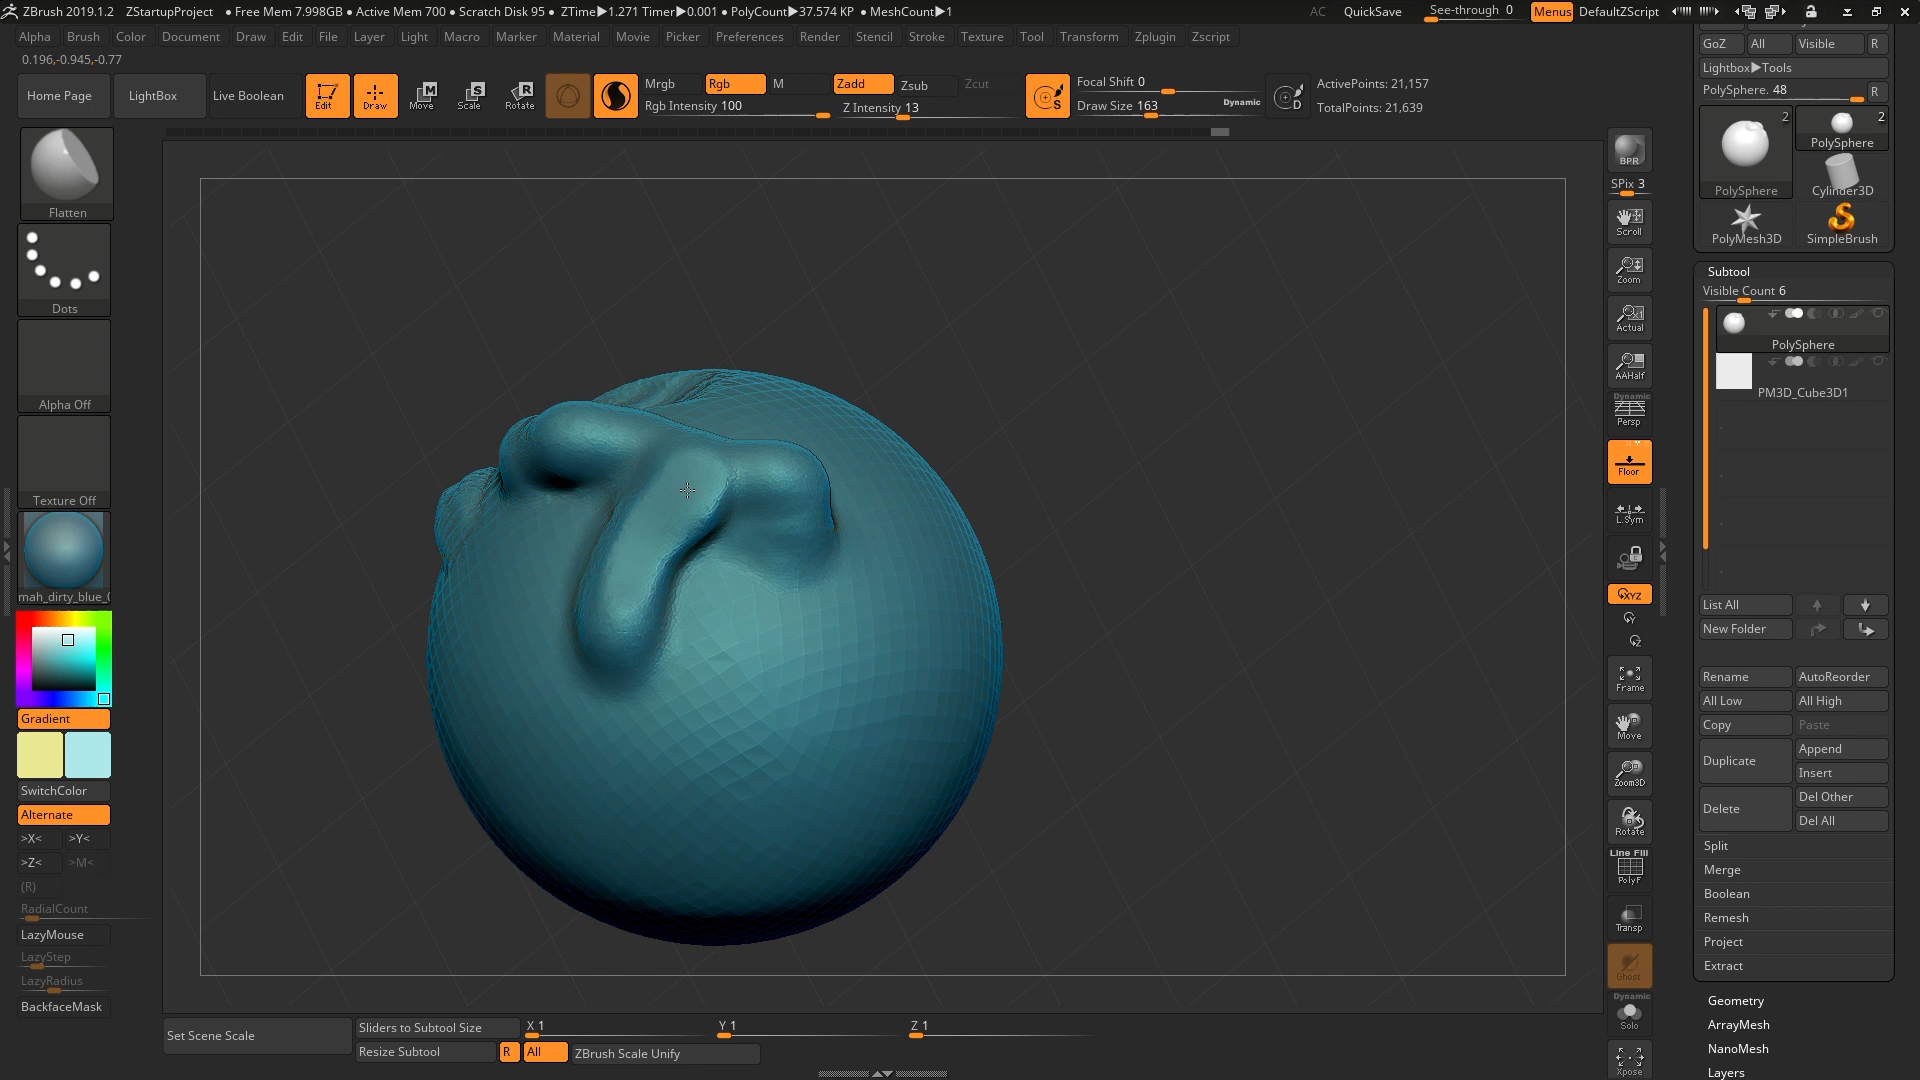 ZBrush 2019.1.2 ZStartupProject • Free Mem 7.998GB • Active Mem 700 • Scratch Disk 95 • ZTime▶1.271 Timer▶0.001 • PolyCount▶37.574 KP • MeshCount▶1 AC QuickSave See-through 0 Menus DefaultZScript
Alpha Brush Color Document Draw Edit File Layer Light Macro Marker Material Movie Picker Preferences Render Stencil Stroke Texture Tool Transform Zplugin Zscript
0.196,-0.945,-0.77
Home Page LightBox Live Boolean Edit Draw Move Scale Rotate
M S R
Mrgb Rgb M Zadd Zsub Zcut
Rgb Intensity 100 Z Intensity 13
S Focal Shift 0
Draw Size 163 Dynamic
D ActivePoints: 21,157
TotalPoints: 21,639
Flatten
Dots
Alpha Off
Texture Off
mah_dirty_blue_0
Gradient
SwitchColor
Alternate
>X< >Y<
>Z< >M<
(R)
RadialCount
LazyMouse
LazyStep
LazyRadius
BackfaceMask
BPR
SPix 3
Scroll
Zoom
Actual
AAHalf
Dynamic
Persp
Floor
L.Sym
XYZ
Y
Z
Frame
Move
Zoom3D
Rotate
Line Fill
PolyF
Transp
Ghost
Dynamic
Solo
Xpose
GoZ All Visible R
Lightbox▶Tools
PolySphere. 48 R
2 2
PolySphere PolySphere
Cylinder3D
PolyMesh3D SimpleBrush
Subtool
Visible Count 6
PolySphere
PM3D_Cube3D1
List All
New Folder
Rename AutoReorder
All Low All High
Copy Paste
Duplicate Append
Insert
Delete Del Other
Del All
Split
Merge
Boolean
Remesh
Project
Extract
Geometry
ArrayMesh
NanoMesh
Layers
Set Scene Scale Sliders to Subtool Size X 1 Y 1 Z 1
Resize Subtool R All ZBrush Scale Unify